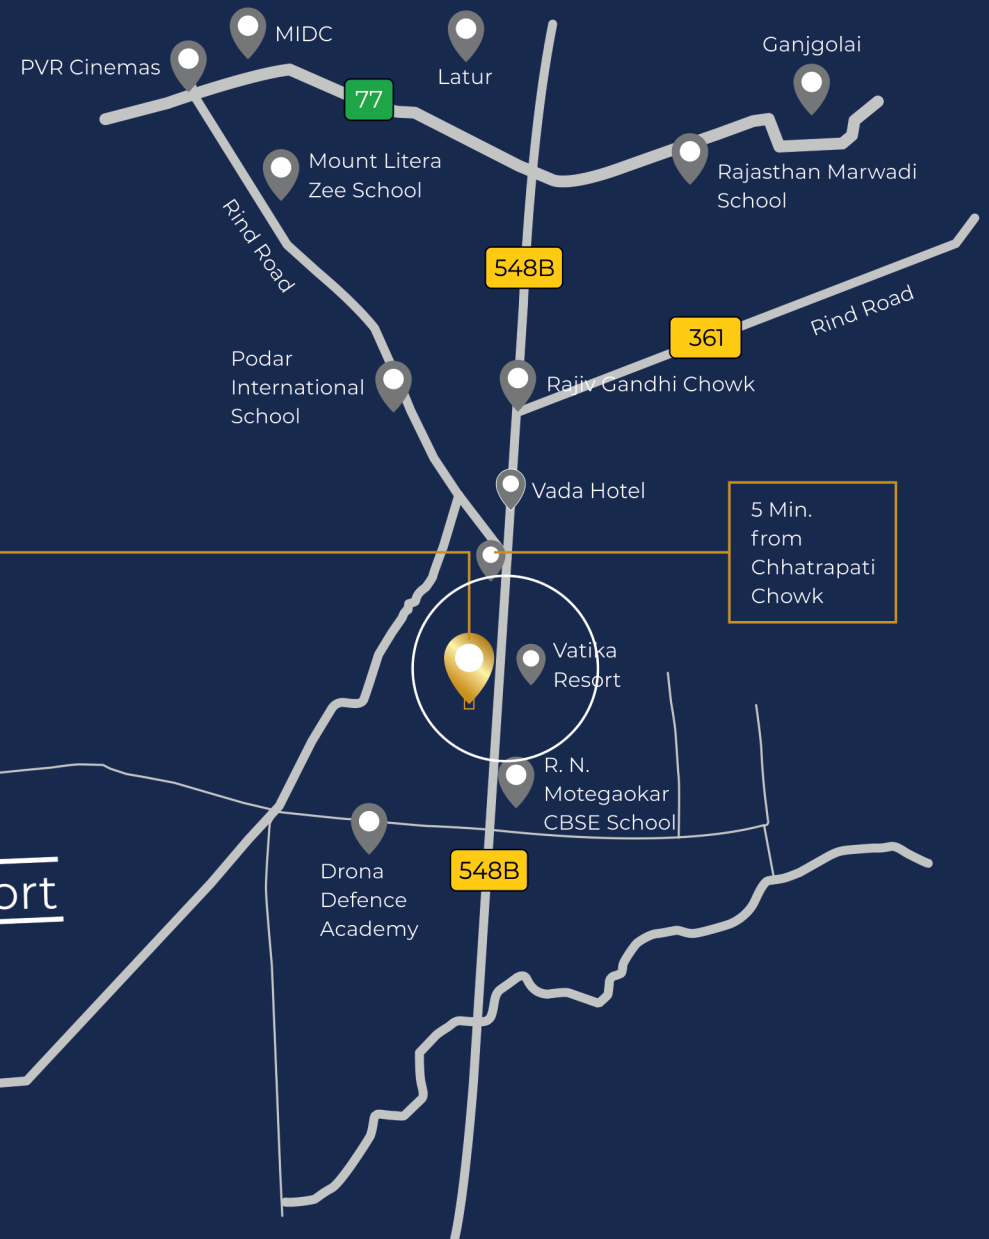 MIDC
PVR Cinemas
Latur
Ganjgolai
77
Mount Litera
Zee School
Rajasthan Marwadi
School
Rind Road
548B
Rind Road
361
Podar
International
School
Rajiv Gandhi Chowk
Vada Hotel
5 Min.
from
Chhatrapati
Chowk
Vatika
Resort
R. N.
Motegaokar
CBSE School
548B
Drona
Defence
Academy
ort